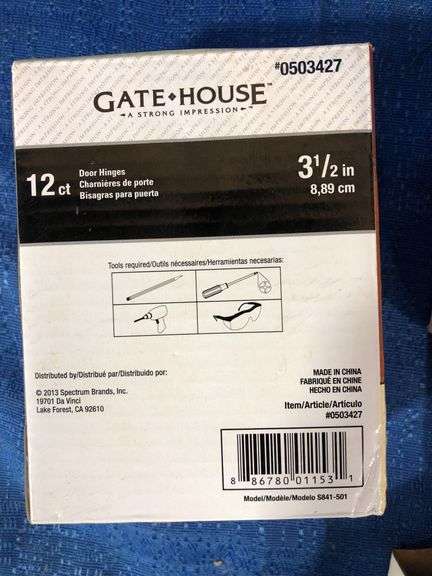 #0503427
GATE HOUSE™
A STRONG IMPRESSION
12 ct
Door Hinges
Charnières de porte
Bisagras para puerta
3 1/2 in
8,89 cm
Tools required/Outils nécessaires/Herramientas necesarias:
Distributed by/Distribué par/Distribuido por:
© 2013 Spectrum Brands, Inc.
19701 Da Vinci
Lake Forest, CA 92610
MADE IN CHINA
FABRIQUÉ EN CHINE
HECHO EN CHINA
Item/Article/Artículo
#0503427
8 86780 01153 1
Model/Modèle/Modelo S841-501